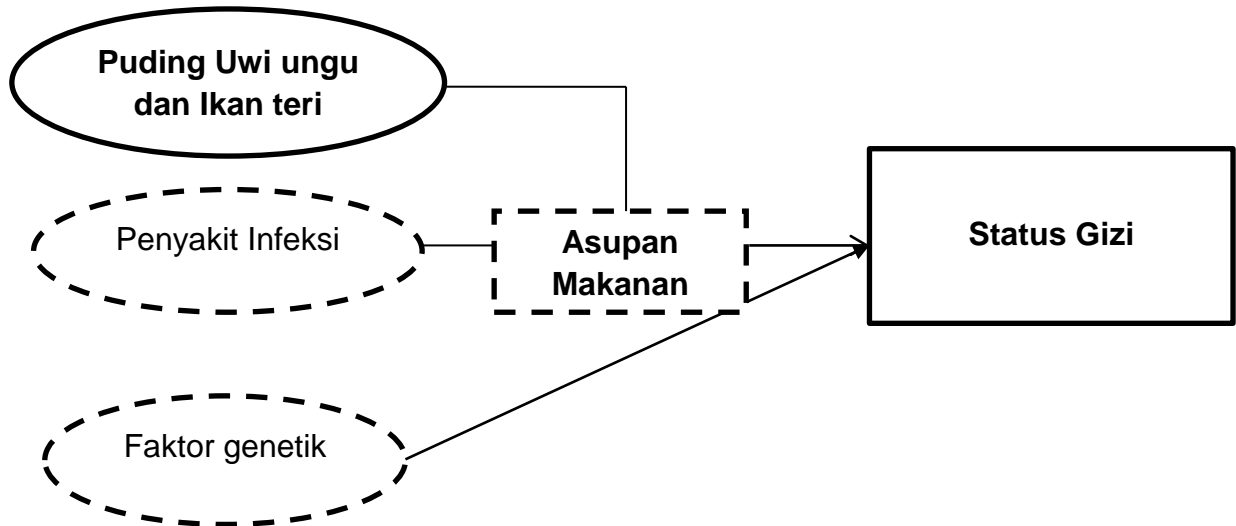 Puding Uwi ungu
dan Ikan teri
Penyakit Infeksi
Asupan
Makanan
Status Gizi
Faktor genetik